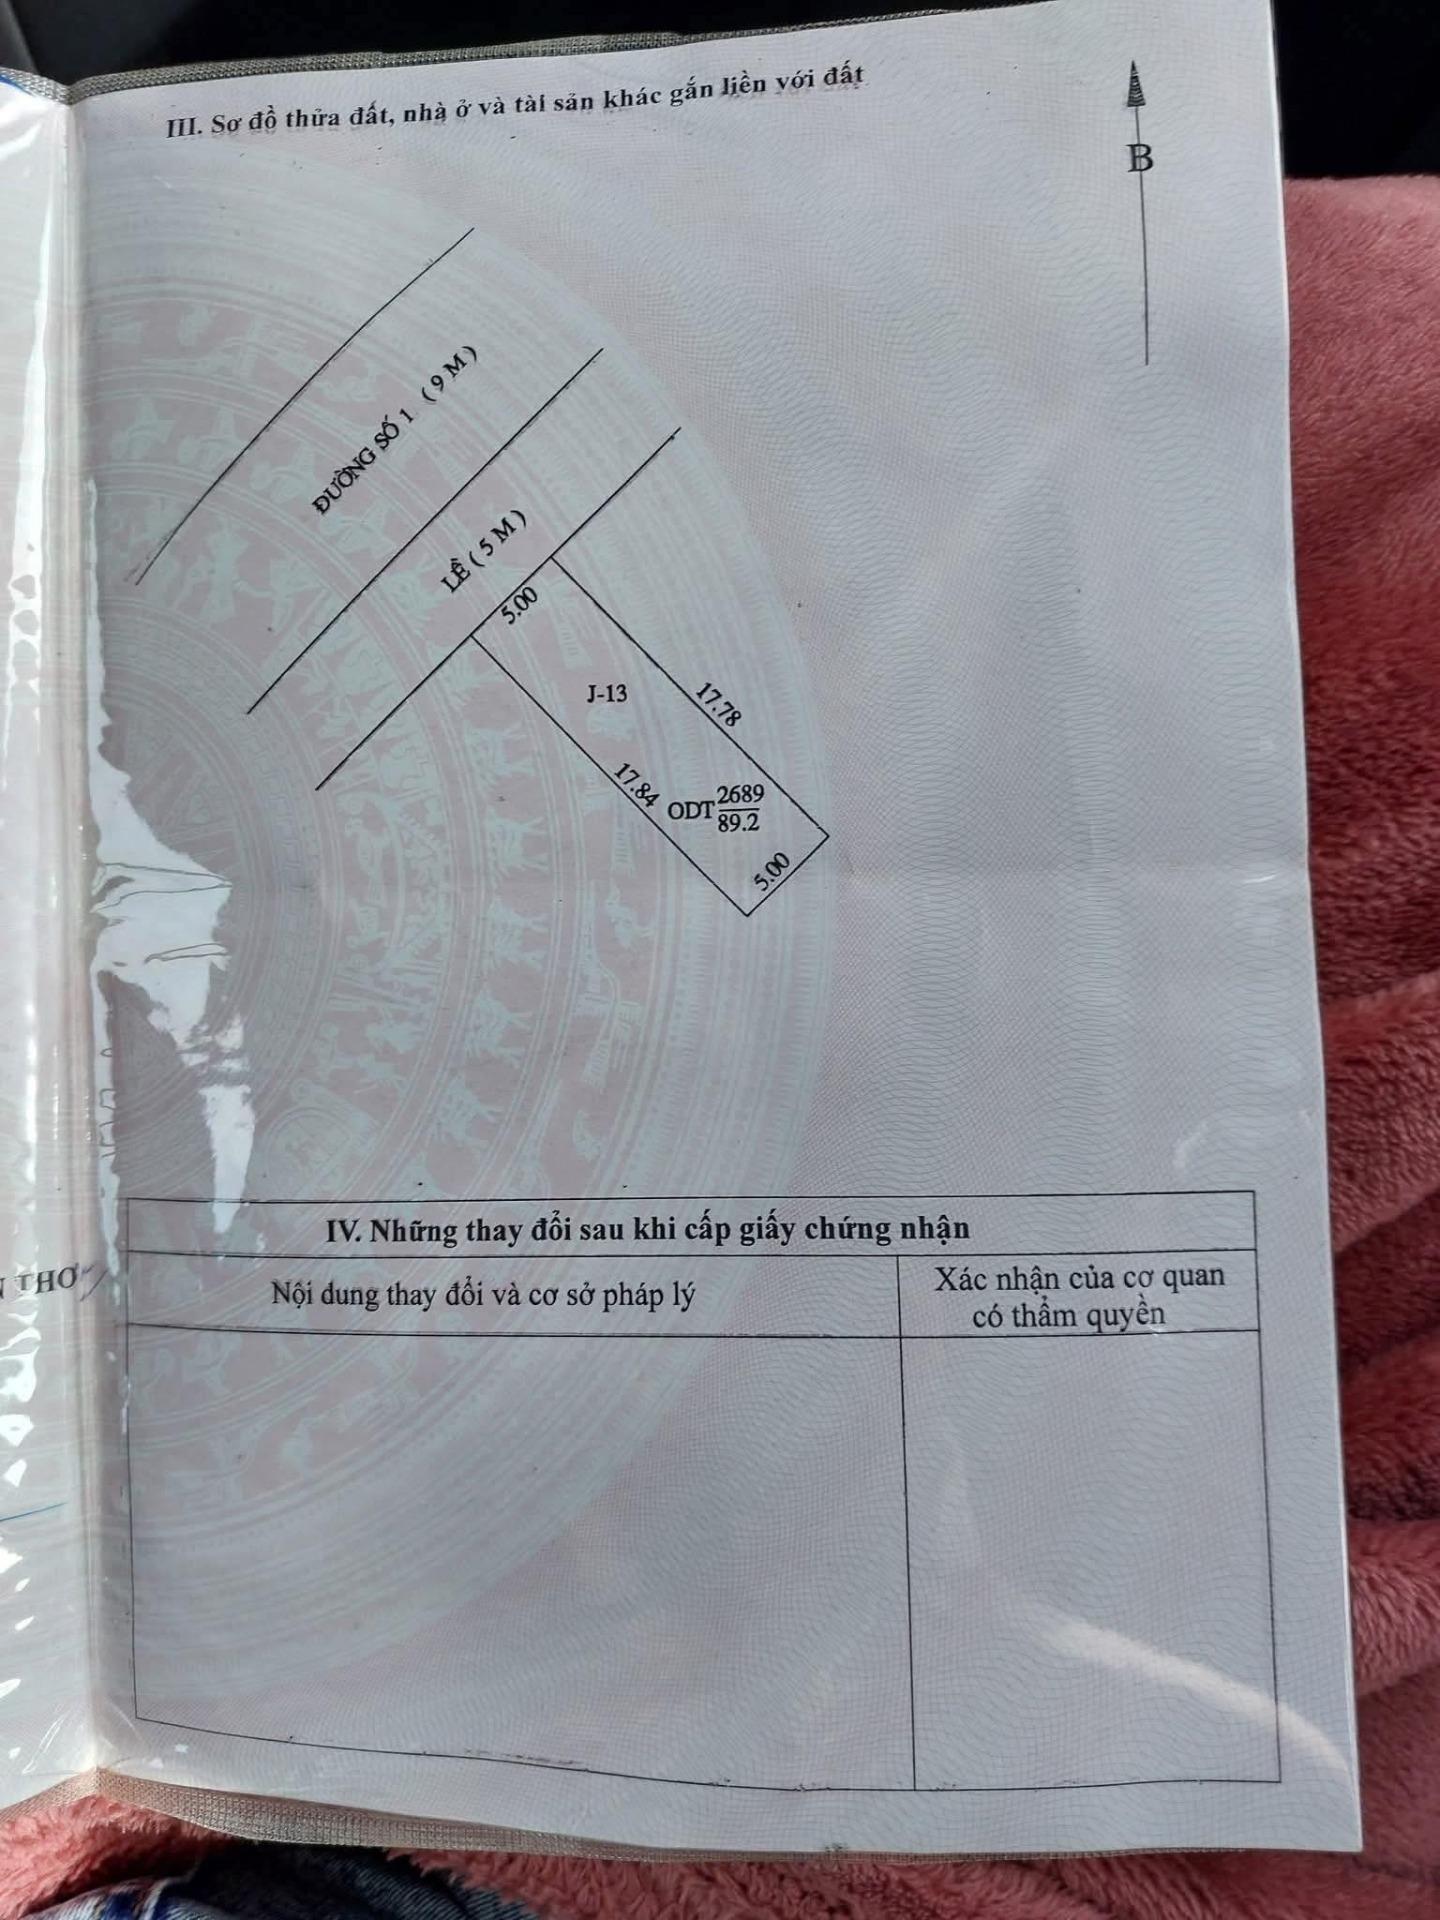 III. Sơ đồ thửa đất, nhà ở và tài sản khác gắn liền với đất
B
ĐƯỜNG SỐ 1 ( 9 M )
LỀ ( 5 M )
5.00
J-13
17.78
17.84
ODT 2689
89.2
5.00
IV. Những thay đổi sau khi cấp giấy chứng nhận
Nội dung thay đổi và cơ sở pháp lý
Xác nhận của cơ quan
có thẩm quyền
THƠ